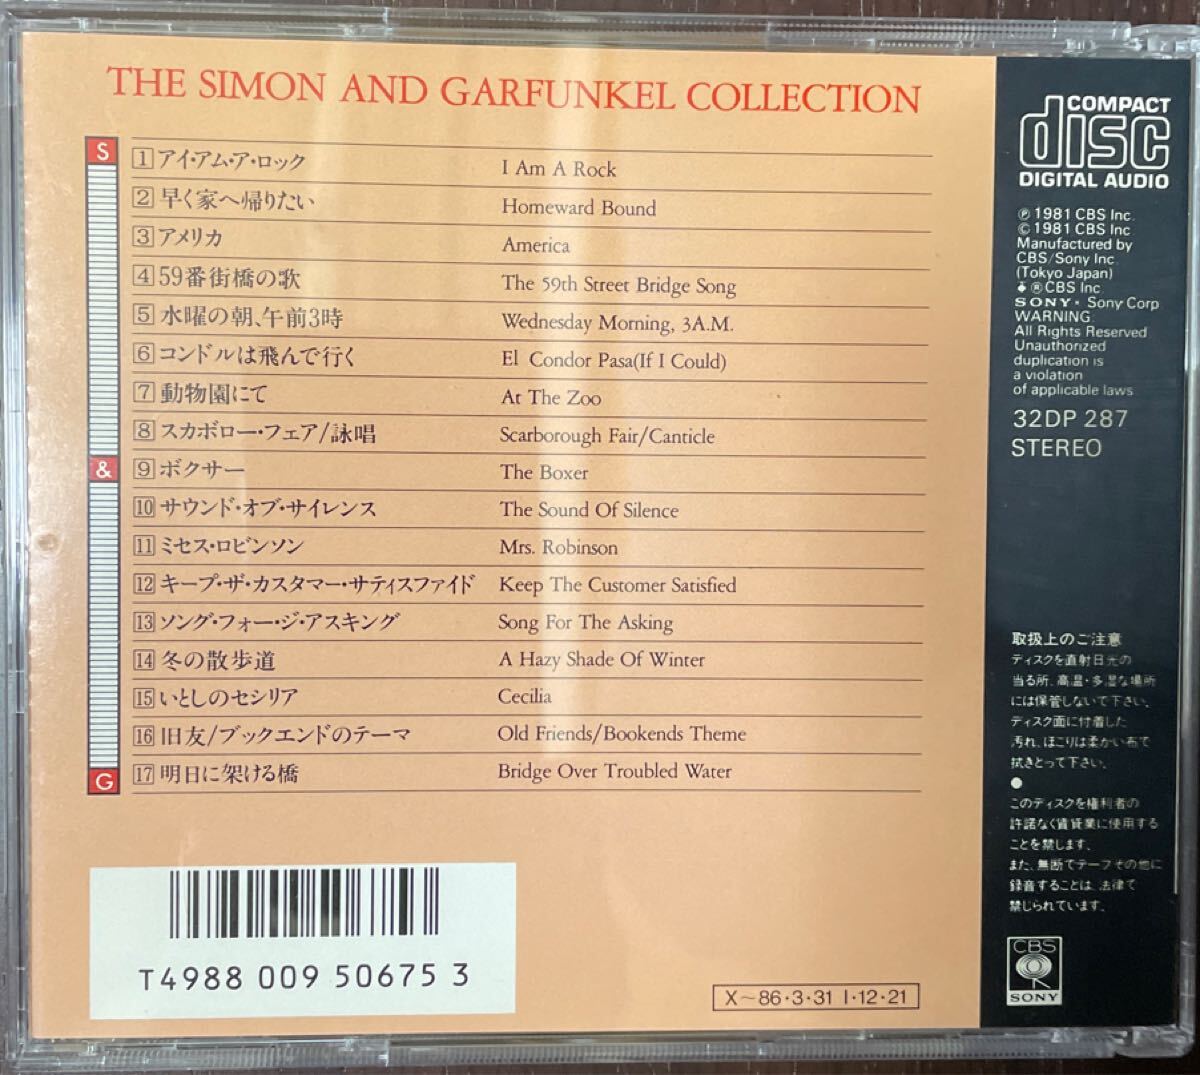 THE SIMON AND GARFUNKEL COLLECTION
S
1 アイ・アム・ア・ロック I Am A Rock
2 早く家へ帰りたい Homeward Bound
3 アメリカ America
4 59番街橋の歌 The 59th Street Bridge Song
5 水曜の朝、午前3時 Wednesday Morning, 3A.M.
6 コンドルは飛んで行く El Condor Pasa(If I Could)
7 動物園にて At The Zoo
8 スカボロー・フェア/詠唱 Scarborough Fair/Canticle
&
9 ボクサー The Boxer
10 サウンド・オブ・サイレンス The Sound Of Silence
11 ミセス・ロビンソン Mrs. Robinson
12 キープ・ザ・カスタマー・サティスファイド Keep The Customer Satisfied
13 ソング・フォー・ジ・アスキング Song For The Asking
14 冬の散歩道 A Hazy Shade Of Winter
15 いとしのセシリア Cecilia
16 旧友/ブックエンドのテーマ Old Friends/Bookends Theme
17 明日に架ける橋 Bridge Over Troubled Water
G
T4988 009 50675 3
X～86・3・31 I・12・21
COMPACT
disc
DIGITAL AUDIO
℗ 1981 CBS Inc.
© 1981 CBS Inc
Manufactured by
CBS/Sony Inc.
(Tokyo Japan)
® CBS Inc
SONY® Sony Corp
WARNING:
All Rights Reserved
Unauthorized
duplication is
a violation
of applicable laws
32DP 287
STEREO
取扱上のご注意
ディスクを直射日光の
当る所、高温・多湿な場所
には保管しないで下さい。
ディスク面に付着した
汚れ、ほこりは柔かい布で
拭きとって下さい。
●
このディスクを権利者の
許諾なく賃貸業に使用する
ことを禁します。
また、無断でテープその他に
録音することは、法律で
禁じられています。
CBS
SONY